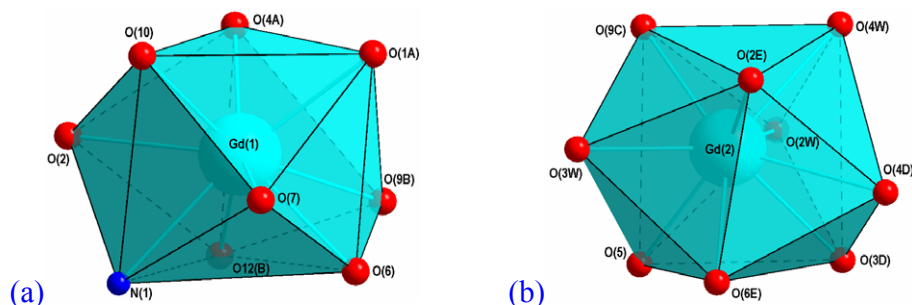 O(4A)
O(10)
O(1A)
Gd(1)
O(2)
O(7)
O(9B)
O12(B)
O(6)
N(1)
(a)
O(9C)
O(4W)
O(2E)
Gd(2)
O(2W)
O(3W)
O(4D)
O(5)
O(3D)
O(6E)
(b)